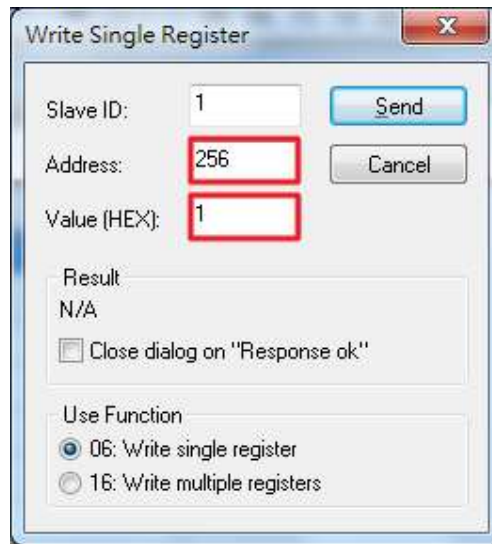 Write Single Register
Slave ID: 1 Send
Address: 256 Cancel
Value (HEX): 1
Result
N/A
Close dialog on "Response ok"
Use Function
06: Write single register
16: Write multiple registers